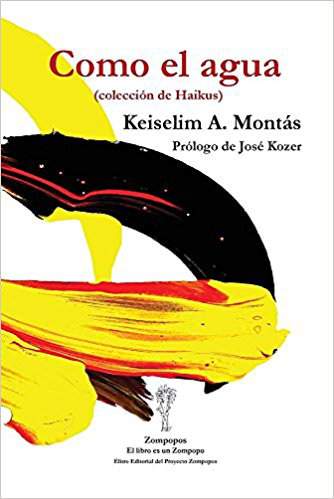 Como el agua
(colección de Haikus)
Keiselim A. Montás
Prólogo de José Kozer
Zompopos
El libro es un Zompopo
Élitro Editorial del Proyecto Zompopos